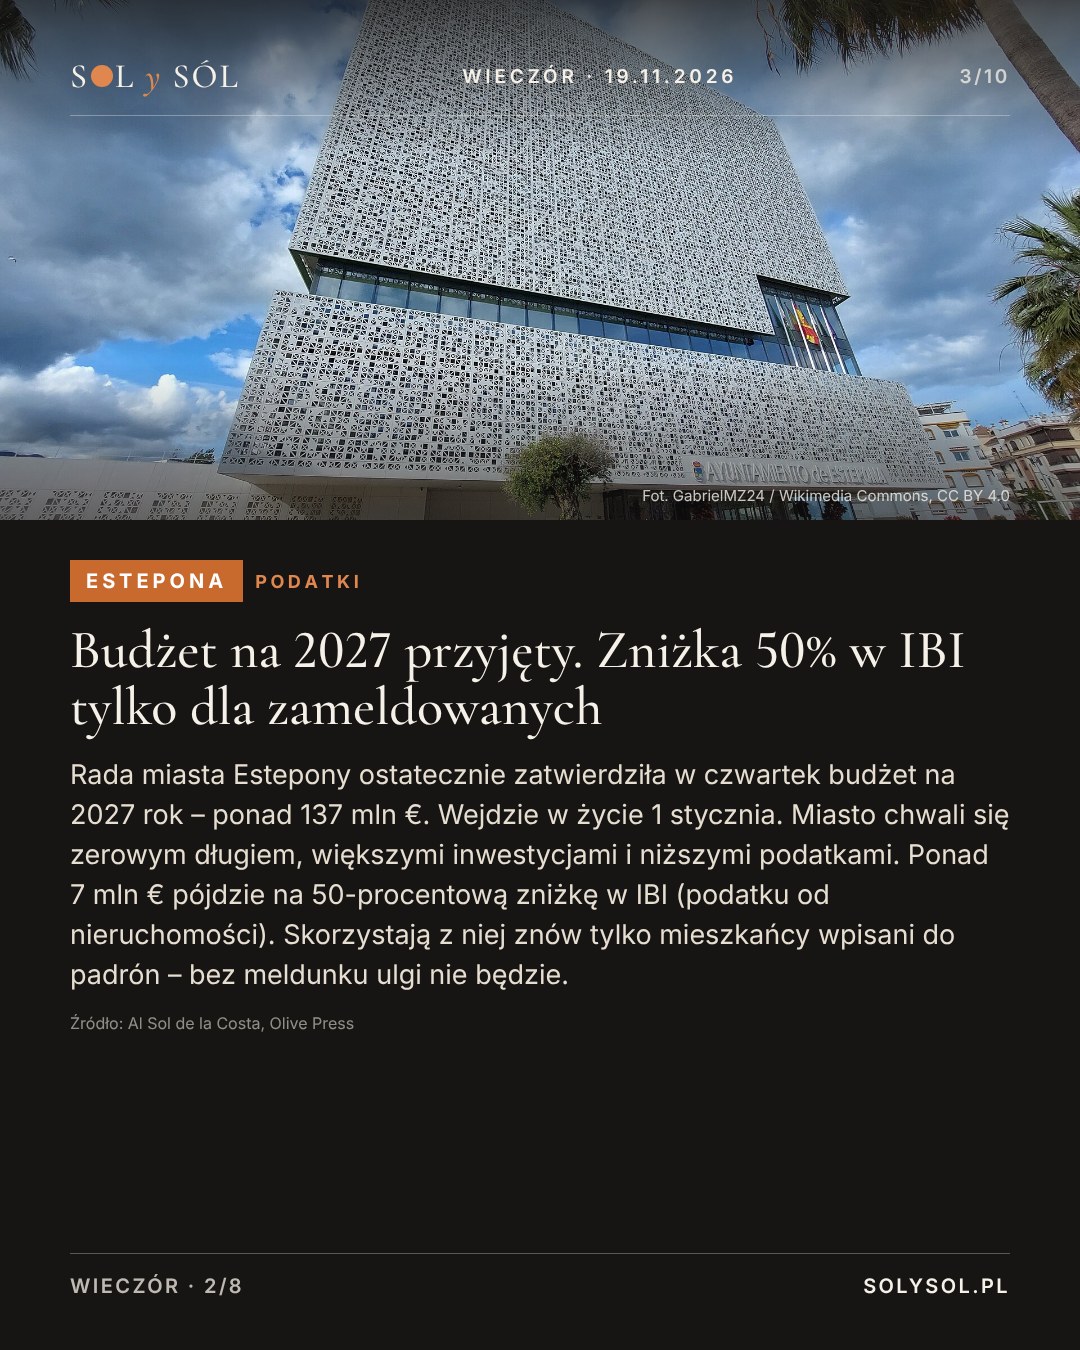 SOL y SÓL
WIECZÓR · 19.11.2026
3/10
AYUNTAMIENTO de ESTEPONA
Fot. GabrielMZ24 / Wikimedia Commons, CC BY 4.0
ESTEPONA
PODATKI
Budżet na 2027 przyjęty. Zniżka 50% w IBI
tylko dla zameldowanych
Rada miasta Estepony ostatecznie zatwierdziła w czwartek budżet na
2027 rok – ponad 137 mln €. Wejdzie w życie 1 stycznia. Miasto chwali się
zerowym długiem, większymi inwestycjami i niższymi podatkami. Ponad
7 mln € pójdzie na 50-procentową zniżkę w IBI (podatku od
nieruchomości). Skorzystają z niej znów tylko mieszkańcy wpisani do
padrón – bez meldunku ulgi nie będzie.
Źródło: Al Sol de la Costa, Olive Press
WIECZÓR · 2/8
SOLYSOL.PL